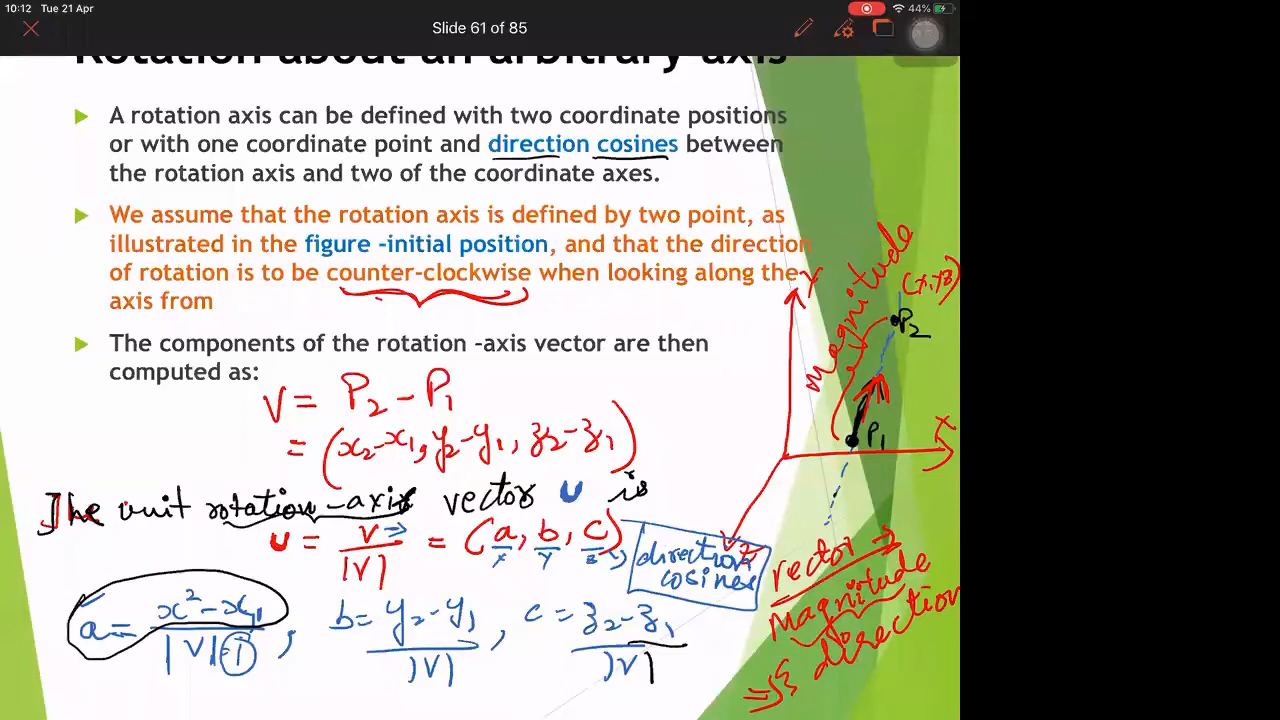 10:12 Tue 21 Apr
44%
Slide 61 of 85
Rotation about an arbitrary axis
A rotation axis can be defined with two coordinate positions
or with one coordinate point and direction cosines between
the rotation axis and two of the coordinate axes.
We assume that the rotation axis is defined by two point, as
illustrated in the figure -initial position, and that the direction
of rotation is to be counter-clockwise when looking along the
axis from
The components of the rotation -axis vector are then
computed as:
V = P2 - P1
= (x2-x1, y2-y1, z2-z1)
The unit rotation-axis vector u is
u = V/|V| = (a, b, c)
x y z
direction
cosines
a = x2-x1/|V|=1, b = y2-y1/|V|, c = z2-z1/|V|
Y
magnitude
(x,yz)
P2
P1
X
Z
vector →
magnitude
⇒ & direction